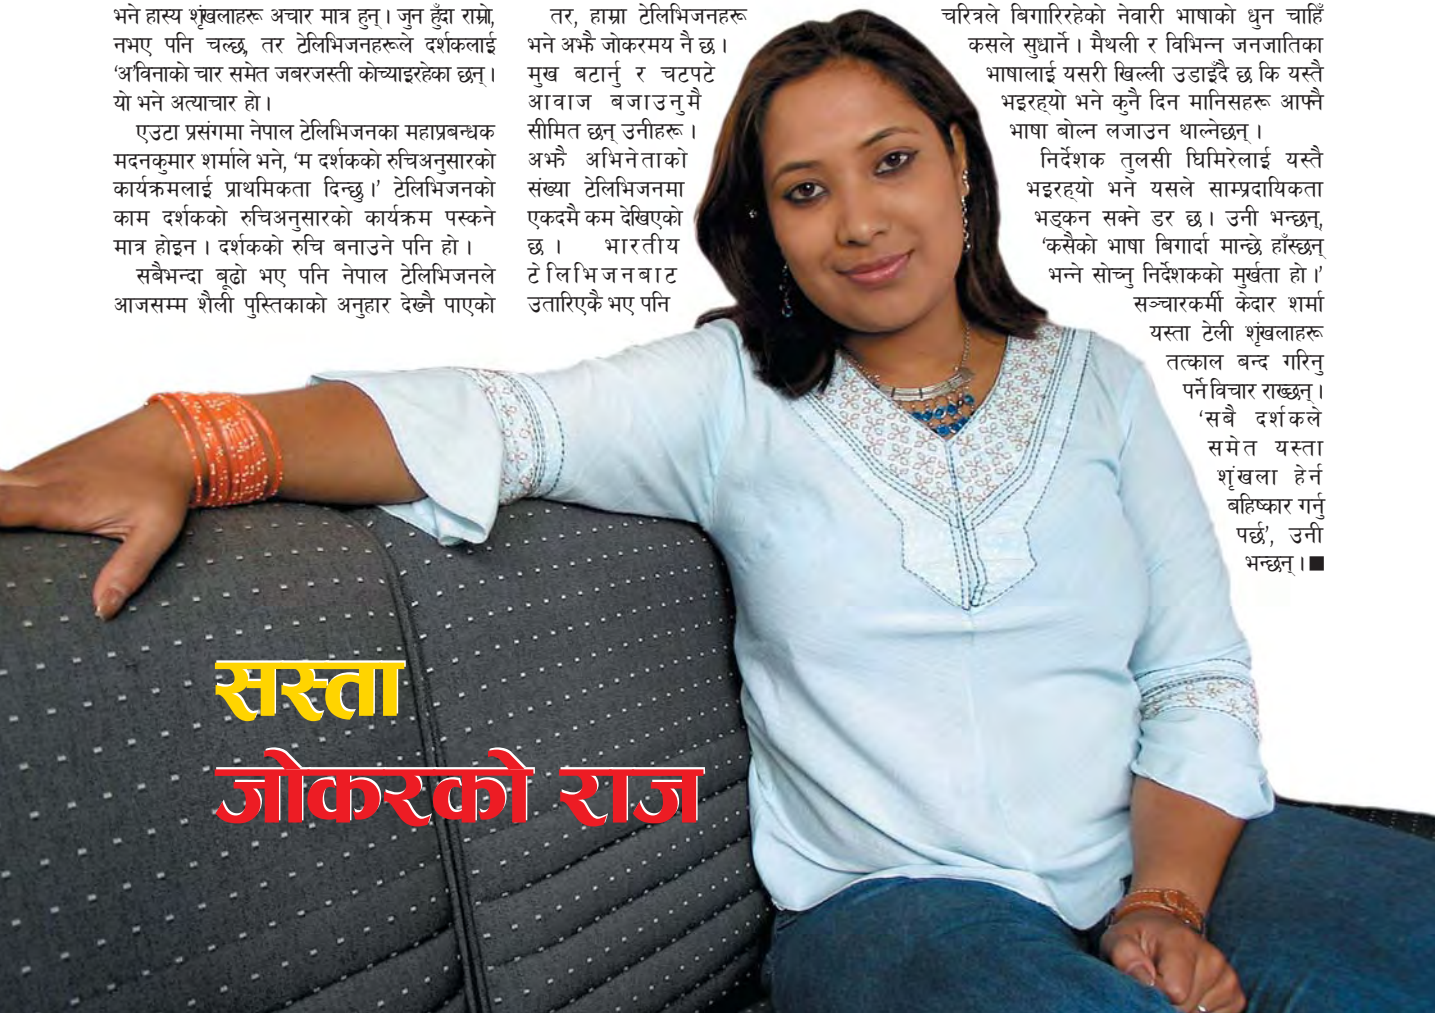 भने हास्य शृंखलाहरू अचार मात्र हुन् । जुन हुँदा राम्रो,
नभए पनि चल्छ, तर टेलिभिजनहरूले दर्शकलाई
‘अ’विनाको चार समेत जबरजस्ती कोच्याइरहेका छन् ।
यो भने अत्याचार हो ।
एउटा प्रसंगमा नेपाल टेलिभिजनका महाप्रबन्धक
मदनकुमार शर्माले भने, ‘म दर्शकको रुचिअनुसारको
कार्यक्रमलाई प्राथमिकता दिन्छु ।’ टेलिभिजनको
काम दर्शकको रुचिअनुसारको कार्यक्रम पस्कने
मात्र होइन । दर्शकको रुचि बनाउने पनि हो ।
सबैभन्दा बूढो भए पनि नेपाल टेलिभिजनले
आजसम्म शैली पुस्तिकाको अनुहार देख्नै पाएको
तर, हाम्रा टेलिभिजनहरू
भने अझै जोकरमय नै छ ।
मुख बटार्नु र चटपटे
आवाज बजाउनुमै
सीमित छन् उनीहरू ।
अझै अभिनेताको
संख्या टेलिभिजनमा
एकदमै कम देखिएको
छ । भारतीय
टेलिभिजनबाट
उतारिएकै भए पनि
चरित्रले बिगारिरहेको नेवारी भाषाको धुन चाहिँ
कसले सुधार्ने । मैथली र विभिन्न जनजातिका
भाषालाई यसरी खिल्ली उडाइँदै छ कि यस्तै
भइरह्यो भने कुनै दिन मानिसहरू आफ्नै
भाषा बोल्न लजाउन थाल्नेछन् ।
निर्देशक तुलसी घिमिरेलाई यस्तै
भइरह्यो भने यसले साम्प्रदायिकता
भड्कन सक्ने डर छ । उनी भन्छन्,
‘कसैको भाषा बिगार्दा मान्छे हाँस्छन्
भन्ने सोच्नु निर्देशकको मुर्खता हो ।’
सञ्चारकर्मी केदार शर्मा
यस्ता टेली शृंखलाहरू
तत्काल बन्द गरिनु
पर्ने विचार राख्छन् ।
‘सबै दर्शकले
समेत यस्ता
शृंखला हेर्न
बहिष्कार गर्नु
पर्छ’, उनी
भन्छन् । ■
सस्ता
जोकरको राज